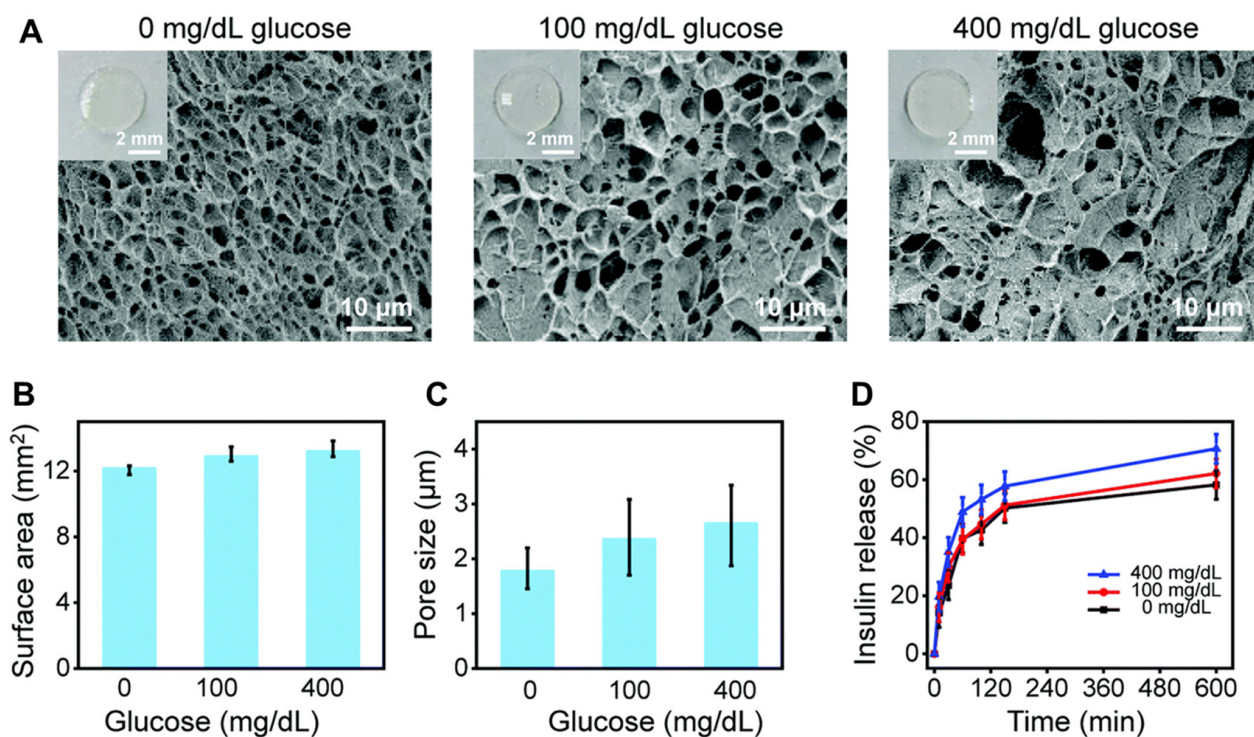 A
0 mg/dL glucose
100 mg/dL glucose
400 mg/dL glucose
2 mm
2 mm
2 mm
10 µm
10 µm
10 µm
B
Surface area (mm²)
12
8
4
0
0 100 400
Glucose (mg/dL)
C
Pore size (µm)
4
3
2
1
0
0 100 400
Glucose (mg/dL)
D
Insulin release (%)
80
60
40
20
0
400 mg/dL
100 mg/dL
0 mg/dL
0 120 240 360 480 600
Time (min)